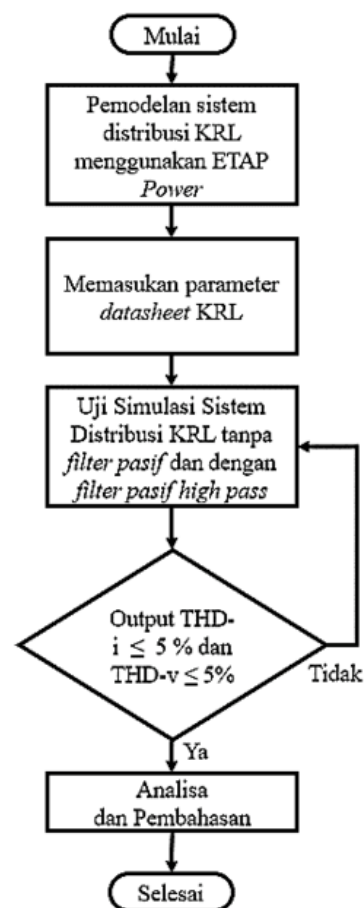 Mulai
Pemodelan sistem
distribusi KRL
menggunakan ETAP
Power
Memasukan parameter
datasheet KRL
Uji Simulasi Sistem
Distribusi KRL tanpa
filter pasif dan dengan
filter pasif high pass
Output THD-
i ≤ 5 % dan
THD-v ≤ 5%
Tidak
Ya
Analisa
dan Pembahasan
Selesai